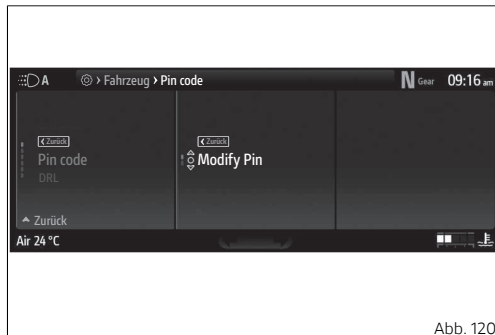 A Fahrzeug > Pin code N Gear 09:16 am
< Zurück
Pin code
DRL
Zurück
< Zurück
Modify Pin
Air 24 °C
Abb. 120